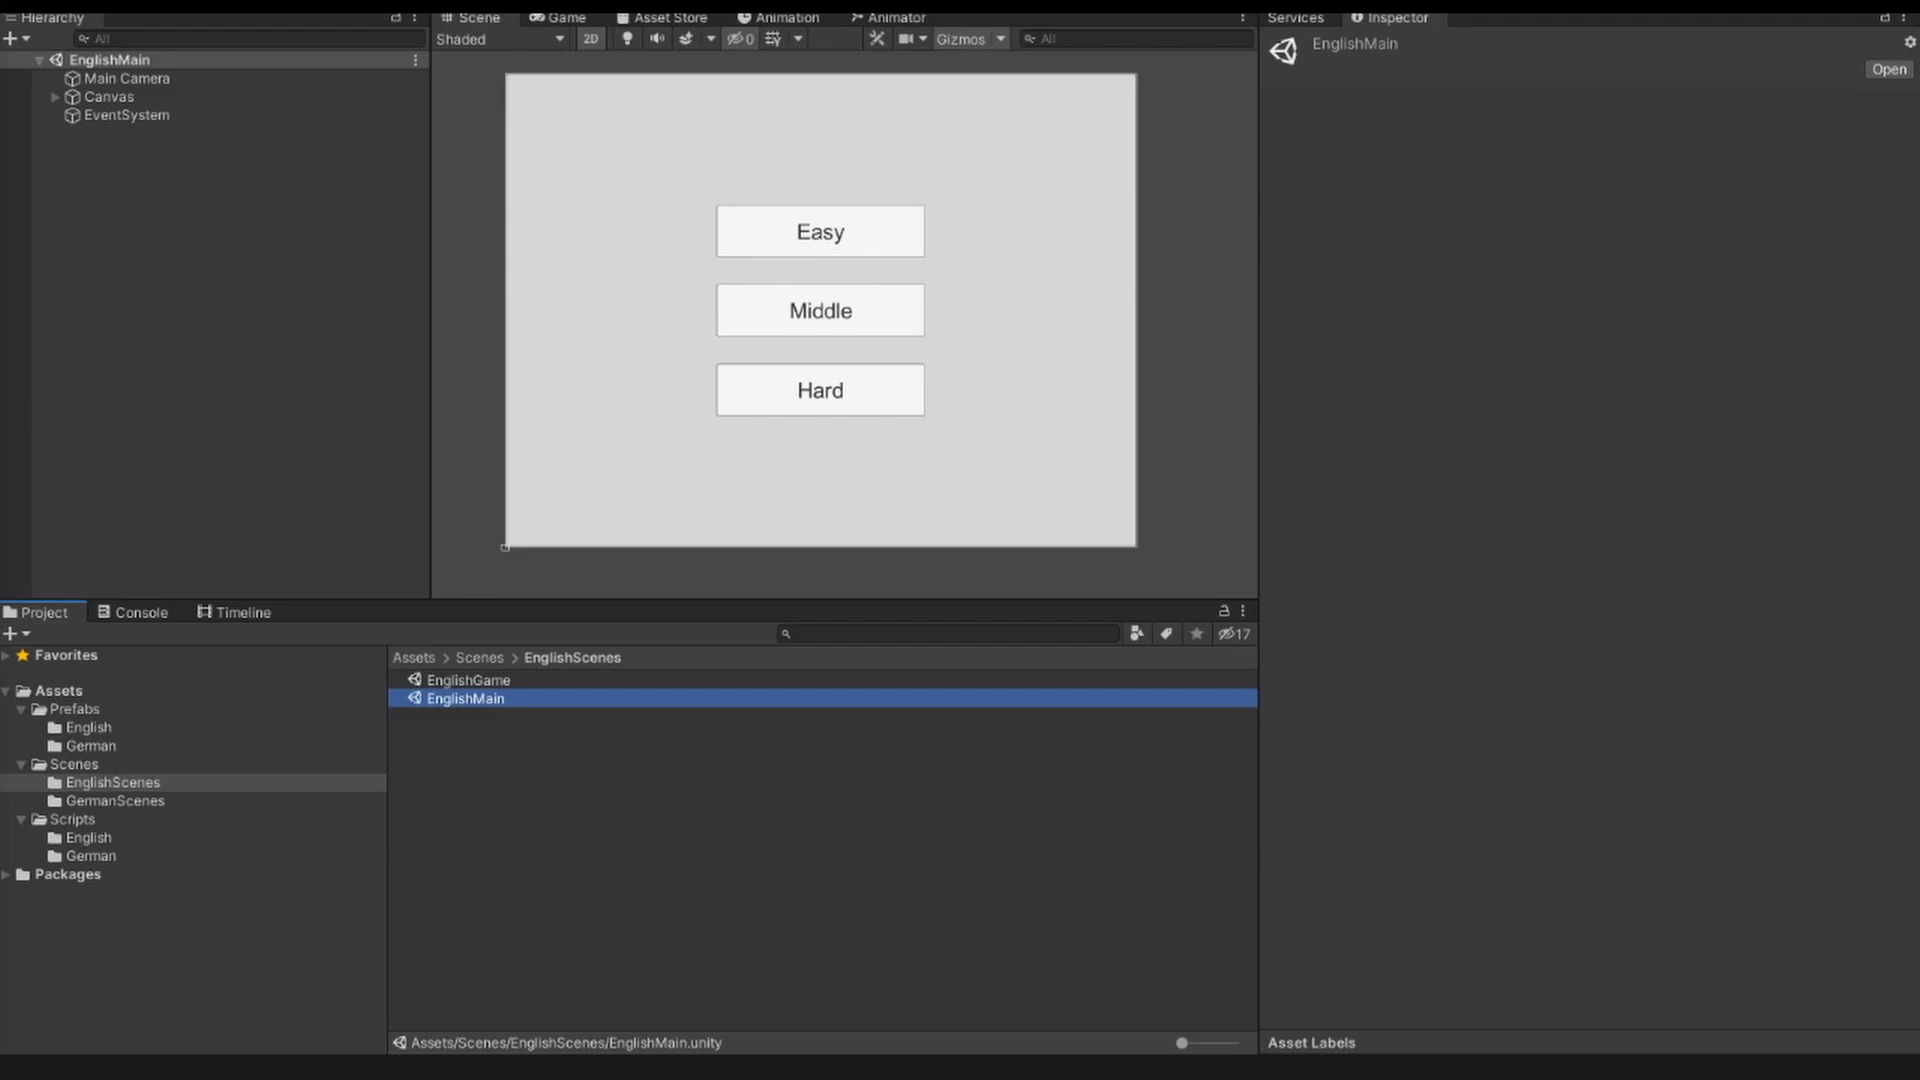 Hierarchy
All
EnglishMain
Main Camera
Canvas
EventSystem
Scene Game Asset Store Animation Animator
Shaded 2D 0 Gizmos All
Easy
Middle
Hard
Services Inspector
EnglishMain
Open
Project Console Timeline
17
Favorites
Assets
Prefabs
English
German
Scenes
EnglishScenes
GermanScenes
Scripts
English
German
Packages
Assets > Scenes > EnglishScenes
EnglishGame
EnglishMain
Assets/Scenes/EnglishScenes/EnglishMain.unity
Asset Labels